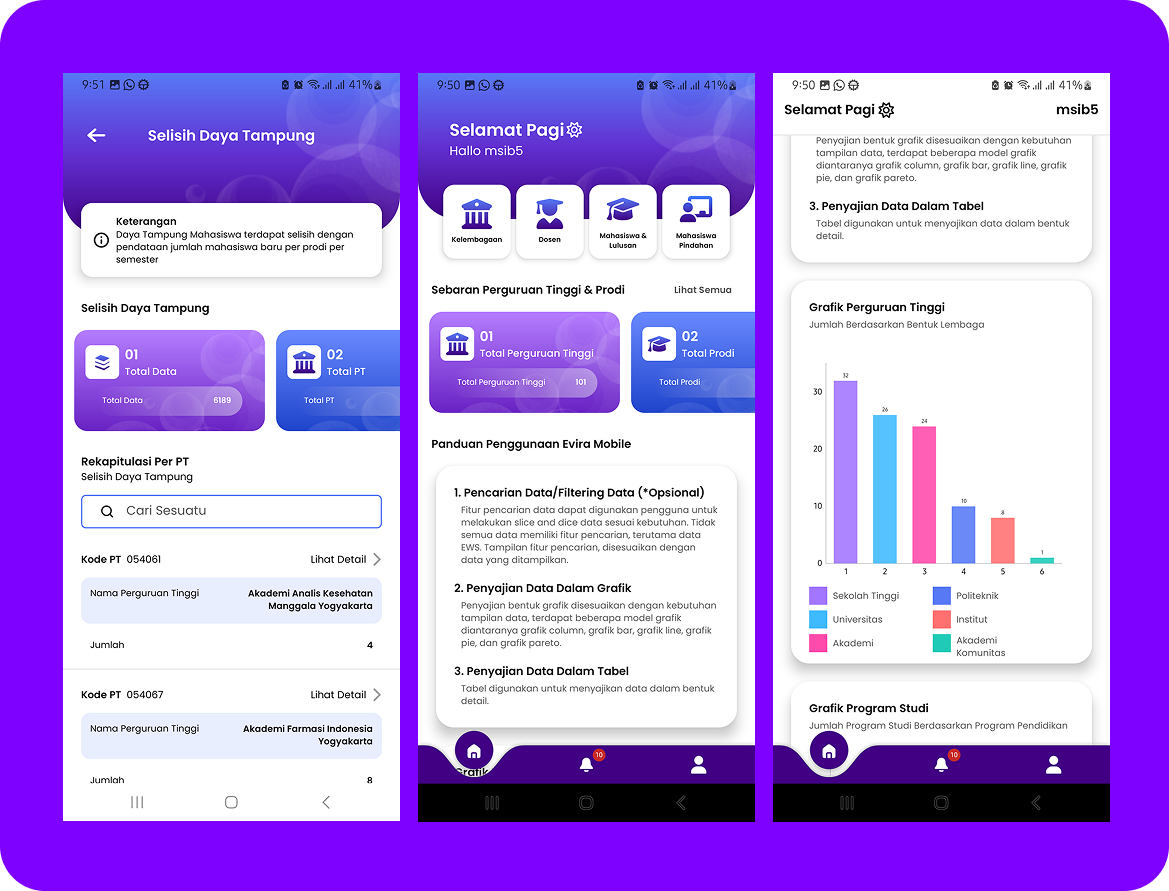 9:51
41%
Selisih Daya Tampung
Keterangan
Daya Tampung Mahasiswa terdapat selisih dengan
pendataan jumlah mahasiswa baru per prodi per
semester
Selisih Daya Tampung
01
Total Data
Total Data 6189
02
Total PT
Total PT
Rekapitulasi Per PT
Selisih Daya Tampung
Cari Sesuatu
Kode PT 054061 Lihat Detail
Nama Perguruan Tinggi Akademi Analis Kesehatan
Manggala Yogyakarta
Jumlah 4
Kode PT 054067 Lihat Detail
Nama Perguruan Tinggi Akademi Farmasi Indonesia
Yogyakarta
Jumlah 8
9:50
41%
Selamat Pagi
Hallo msib5
Kelembagaan
Dosen
Mahasiswa &
Lulusan
Mahasiswa
Pindahan
Sebaran Perguruan Tinggi & Prodi Lihat Semua
01
Total Perguruan Tinggi
Total Perguruan Tinggi 101
02
Total Prodi
Total Prodi
Panduan Penggunaan Evira Mobile
1. Pencarian Data/Filtering Data (*Opsional)
Fitur pencarian data dapat digunakan pengguna untuk
melakukan slice and dice data sesuai kebutuhan. Tidak
semua data memiliki fitur pencarian, terutama data
EWS. Tampilan fitur pencarian, disesuaikan dengan
data yang ditampilkan.
2. Penyajian Data Dalam Grafik
Penyajian bentuk grafik disesuaikan dengan kebutuhan
tampilan data, terdapat beberapa model grafik
diantaranya grafik column, grafik bar, grafik line, grafik
pie, dan grafik pareto.
3. Penyajian Data Dalam Tabel
Tabel digunakan untuk menyajikan data dalam bentuk
detail.
Grafik
10
9:50
41%
Selamat Pagi msib5
Penyajian bentuk grafik disesuaikan dengan kebutuhan
tampilan data, terdapat beberapa model grafik
diantaranya grafik column, grafik bar, grafik line, grafik
pie, dan grafik pareto.
3. Penyajian Data Dalam Tabel
Tabel digunakan untuk menyajikan data dalam bentuk
detail.
Grafik Perguruan Tinggi
Jumlah Berdasarkan Bentuk Lembaga
32
26
24
10
8
1
30
20
10
0
1 2 3 4 5 6
Sekolah Tinggi
Universitas
Akademi
Politeknik
Institut
Akademi
Komunitas
Grafik Program Studi
Jumlah Program Studi Berdasarkan Program Pendidikan
10